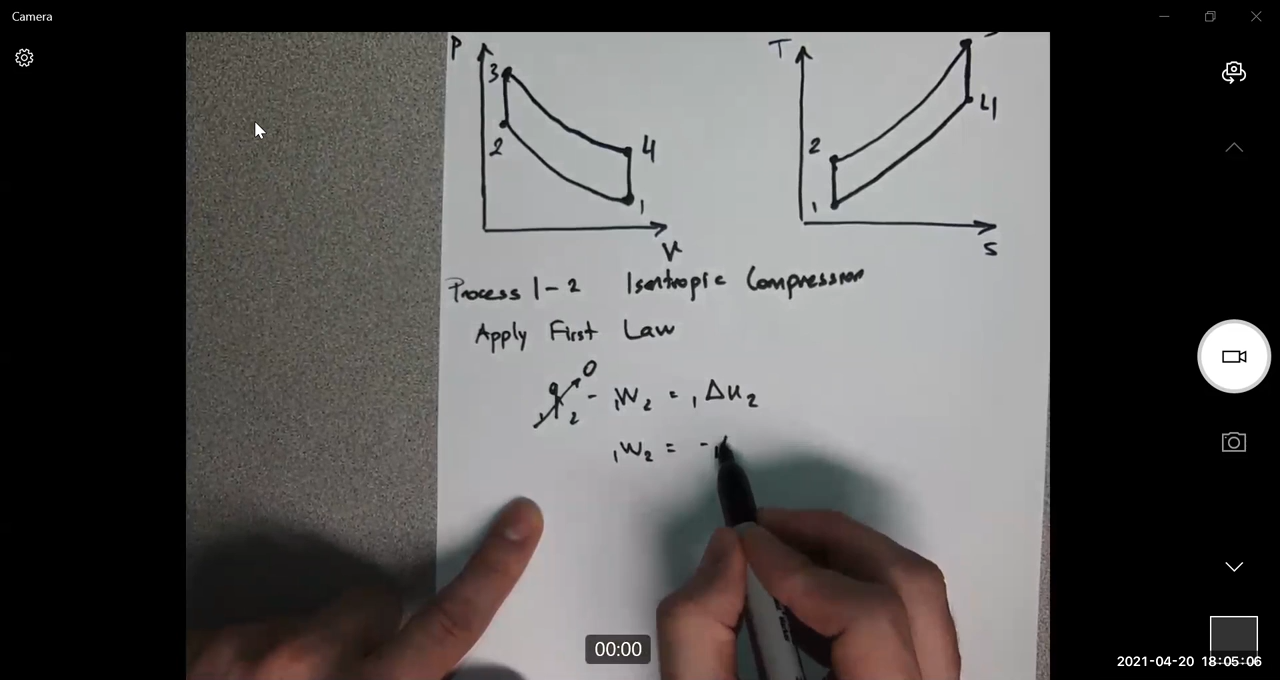 Camera
P
T
3
2
4
1
V
2
4
1
S
Process 1-2 Isentropic Compression
Apply First Law
₁q₂ 0 - ₁W₂ = ₁Δu₂
₁W₂ = -₁
00:00
2021-04-20 18:05:06